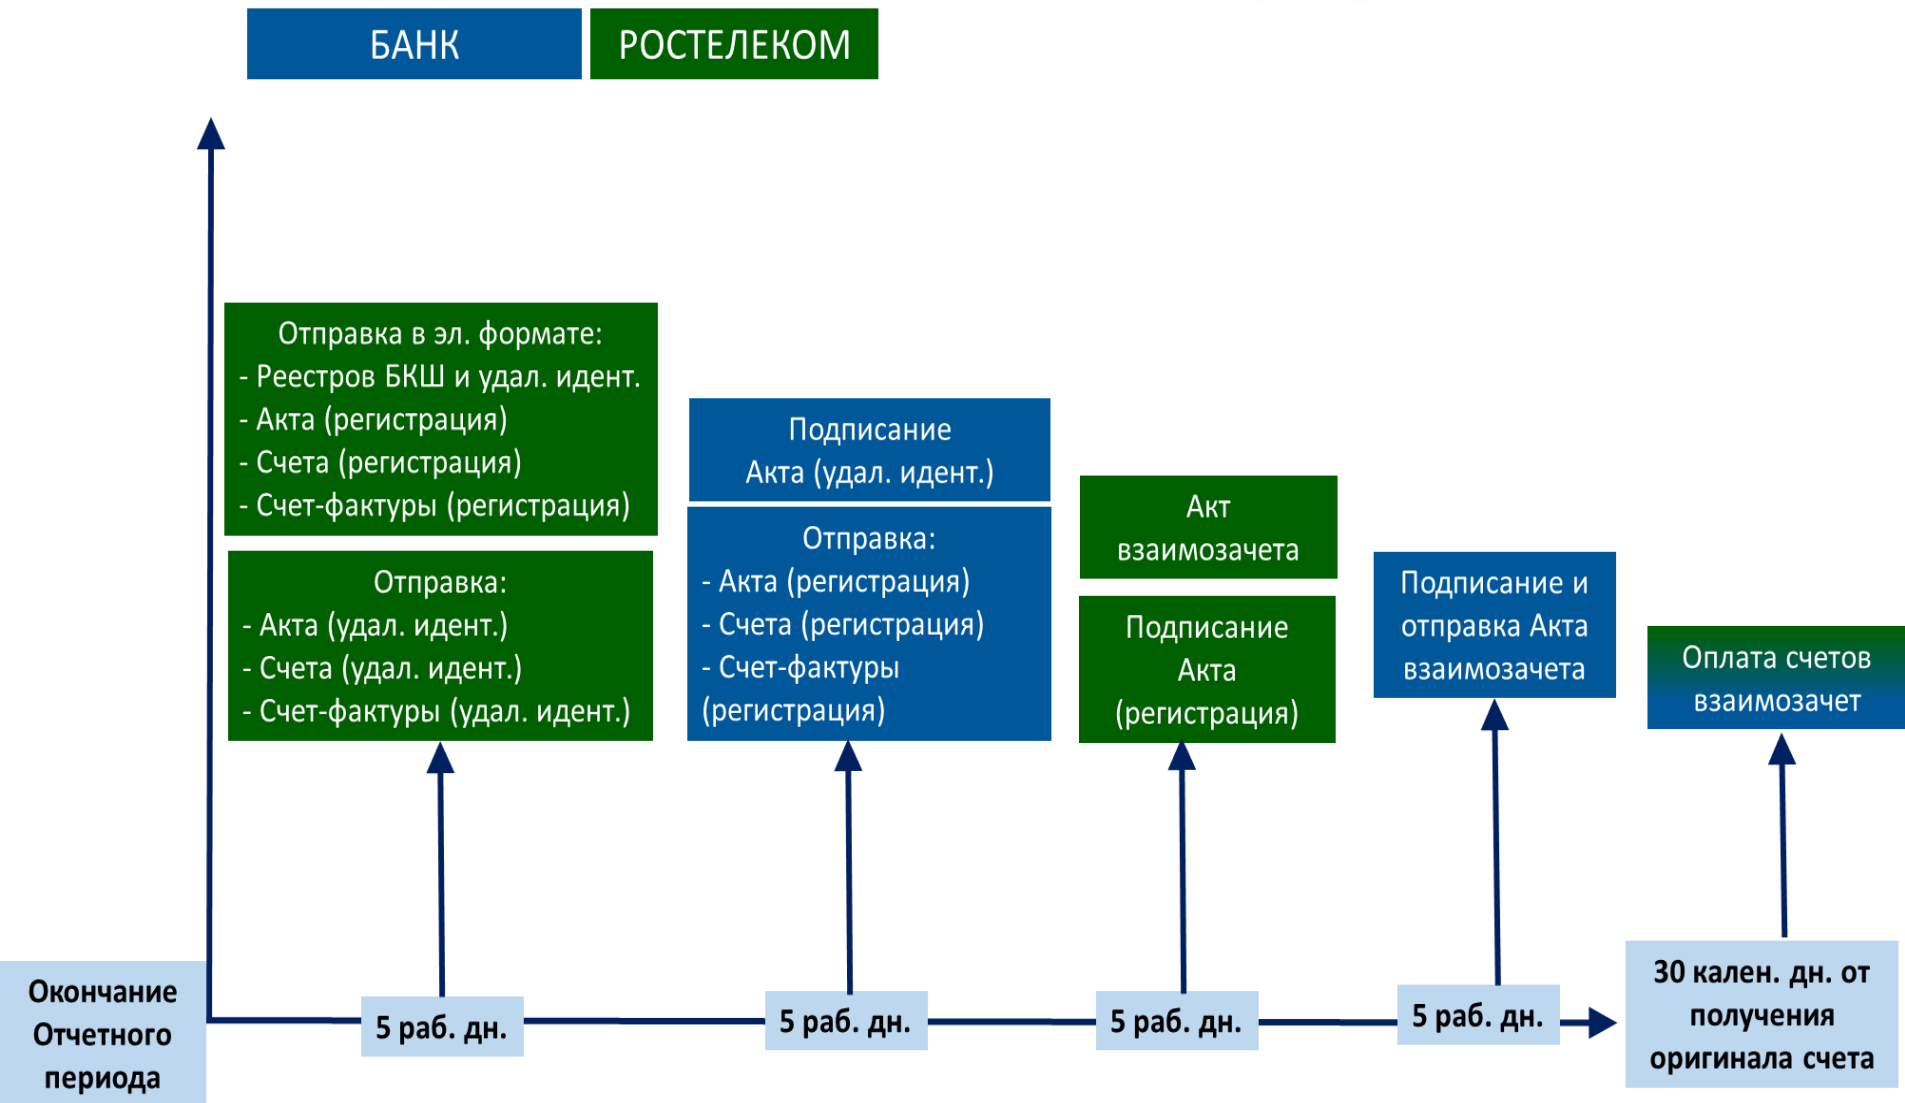 БАНК
РОСТЕЛЕКОМ
Отправка в эл. формате:
- Реестров БКШ и удал. идент.
- Акта (регистрация)
- Счета (регистрация)
- Счет-фактуры (регистрация)
Отправка:
- Акта (удал. идент.)
- Счета (удал. идент.)
- Счет-фактуры (удал. идент.)
Подписание
Акта (удал. идент.)
Отправка:
- Акта (регистрация)
- Счета (регистрация)
- Счет-фактуры
(регистрация)
Акт
взаимозачета
Подписание
Акта
(регистрация)
Подписание и
отправка Акта
взаимозачета
Оплата счетов
взаимозачет
Окончание
Отчетного
периода
5 раб. дн.
5 раб. дн.
5 раб. дн.
5 раб. дн.
30 кален. дн. от
получения
оригинала счета